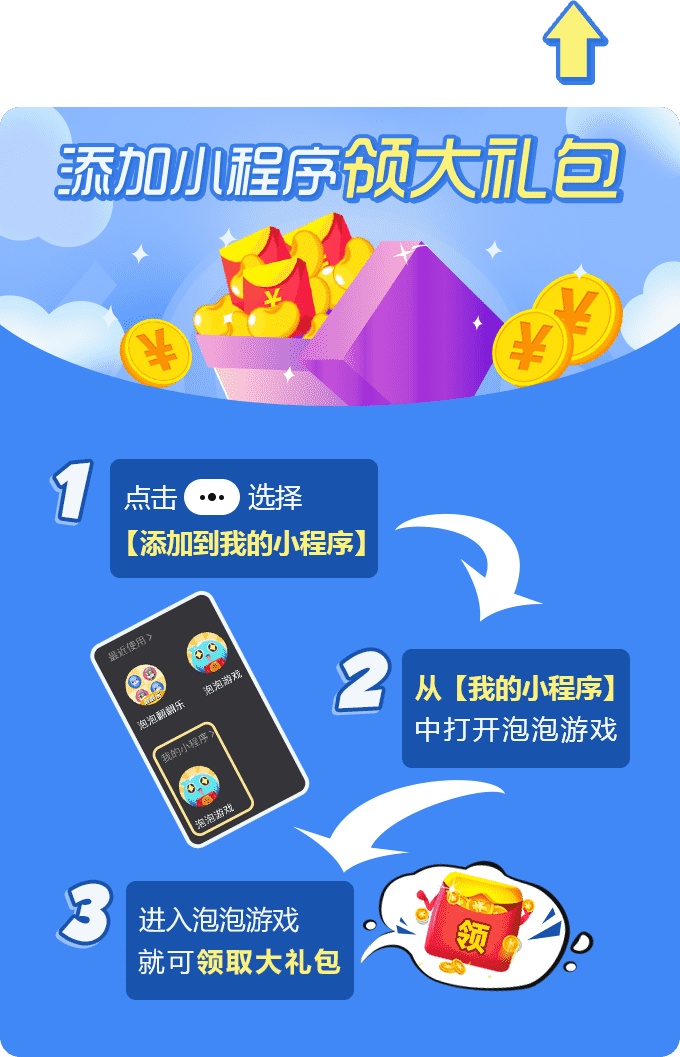 添加小程序领大礼包
¥
¥
¥
¥
1
点击 ••• 选择
【添加到我的小程序】
最近使用 >
泡泡翻翻乐
泡泡游戏
我的小程序 >
泡泡游戏
2
从【我的小程序】
中打开泡泡游戏
3
进入泡泡游戏
就可领取大礼包
领